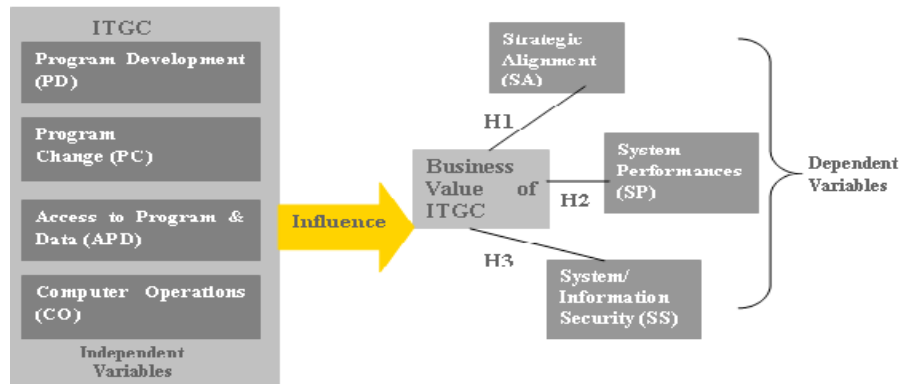 ITGC
Program Development
(PD)
Program
Change (PC)
Access to Program &
Data (APD)
Computer Operations
(CO)
Independent
Variables
Influence
Business
Value of
ITGC
H1
H2
H3
Strategic
Alignment
(SA)
System
Performances
(SP)
System/
Information
Security (SS)
Dependent
Variables